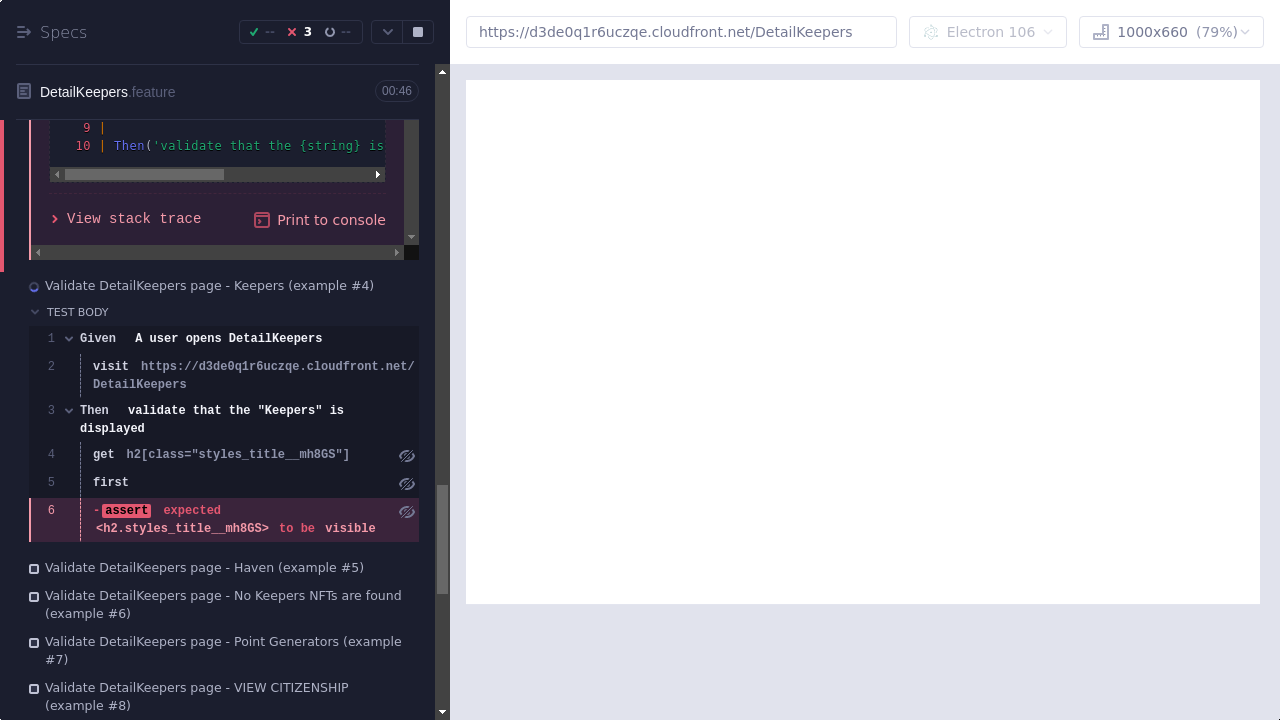 Specs
-- 3 --
https://d3de0q1r6uczqe.cloudfront.net/DetailKeepers
Electron 106
1000x660 (79%)
DetailKeepers.feature
00:46
9 |
10 | Then('validate that the {string} is
View stack trace
Print to console
Validate DetailKeepers page - Keepers (example #4)
TEST BODY
1 Given A user opens DetailKeepers
2 visit https://d3de0q1r6uczqe.cloudfront.net/
DetailKeepers
3 Then validate that the "Keepers" is
displayed
4 get h2[class="styles_title__mh8GS"]
5 first
6 -assert expected
<h2.styles_title__mh8GS> to be visible
Validate DetailKeepers page - Haven (example #5)
Validate DetailKeepers page - No Keepers NFTs are found
(example #6)
Validate DetailKeepers page - Point Generators (example
#7)
Validate DetailKeepers page - VIEW CITIZENSHIP
(example #8)